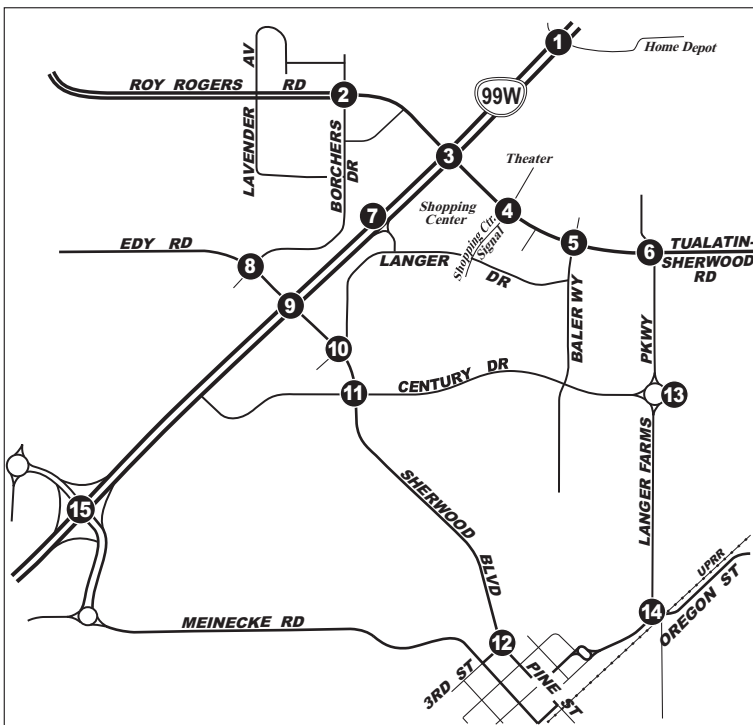 1
Home Depot
LAVENDER AV
ROY ROGERS RD
99W
2
BORCHERS DR
3
Theater
Shopping Center
4
7
Shopping Ctr. Signal
5
6
TUALATIN-
SHERWOOD
RD
EDY RD
8
LANGER DR
BALER WY
9
10
11
CENTURY DR
13
LANGER FARMS PKWY
15
SHERWOOD BLVD
UPRR
14
OREGON ST
MEINECKE RD
12
3RD ST
PINE ST